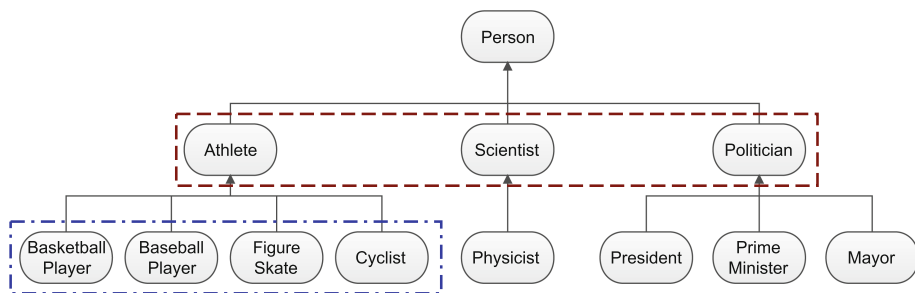 Person
Athlete
Scientist
Politician
Basketball
Player
Baseball
Player
Figure
Skate
Cyclist
Physicist
President
Prime
Minister
Mayor